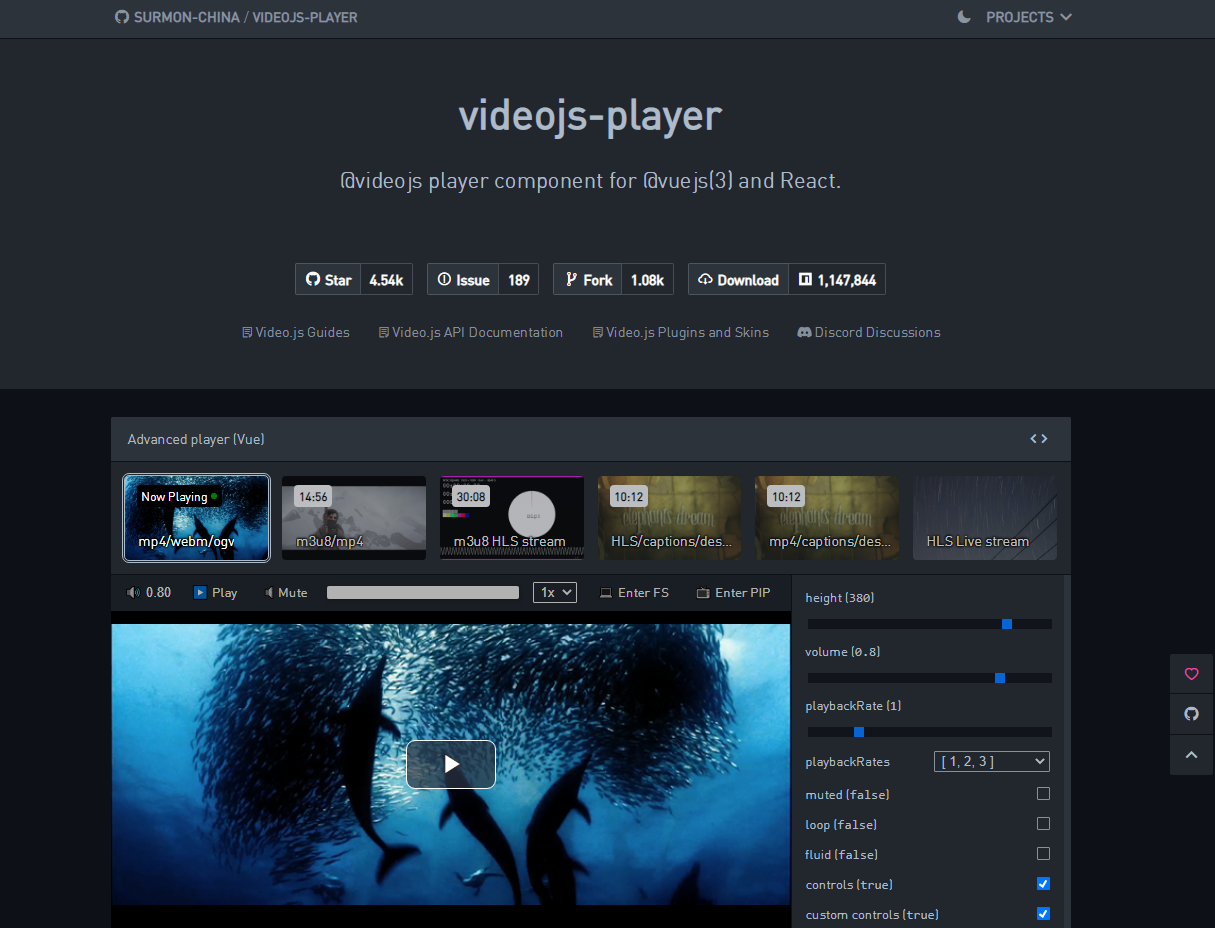 SURMON-CHINA / VIDEOJS-PLAYER PROJECTS
videojs-player
@videojs player component for @vuejs(3) and React.
Star 4.54k Issue 189 Fork 1.08k Download 1,147,844
Video.js Guides Video.js API Documentation Video.js Plugins and Skins Discord Discussions
Advanced player (Vue)
Now Playing 14:56 30:08 10:12 10:12
mp4/webm/ogv m3u8/mp4 m3u8 HLS stream HLS/captions/des... mp4/captions/des... HLS Live stream
0.80 Play Mute 1x Enter FS Enter PIP
height (380)
volume (0.8)
playbackRate (1)
playbackRates [ 1, 2, 3 ]
muted (false)
loop (false)
fluid (false)
controls (true)
custom controls (true)